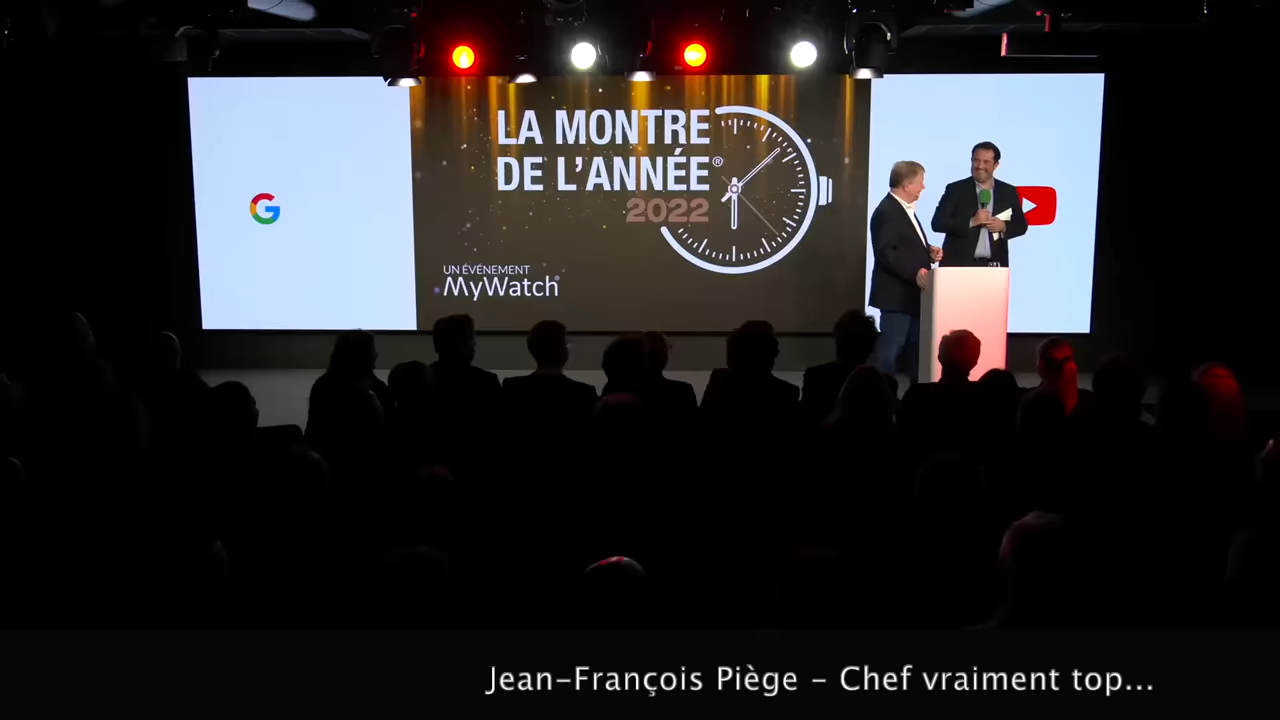 G
LA MONTRE
DE L'ANNÉE®
2022
UN ÉVÉNEMENT
MyWatch
Jean-François Piège - Chef vraiment top...